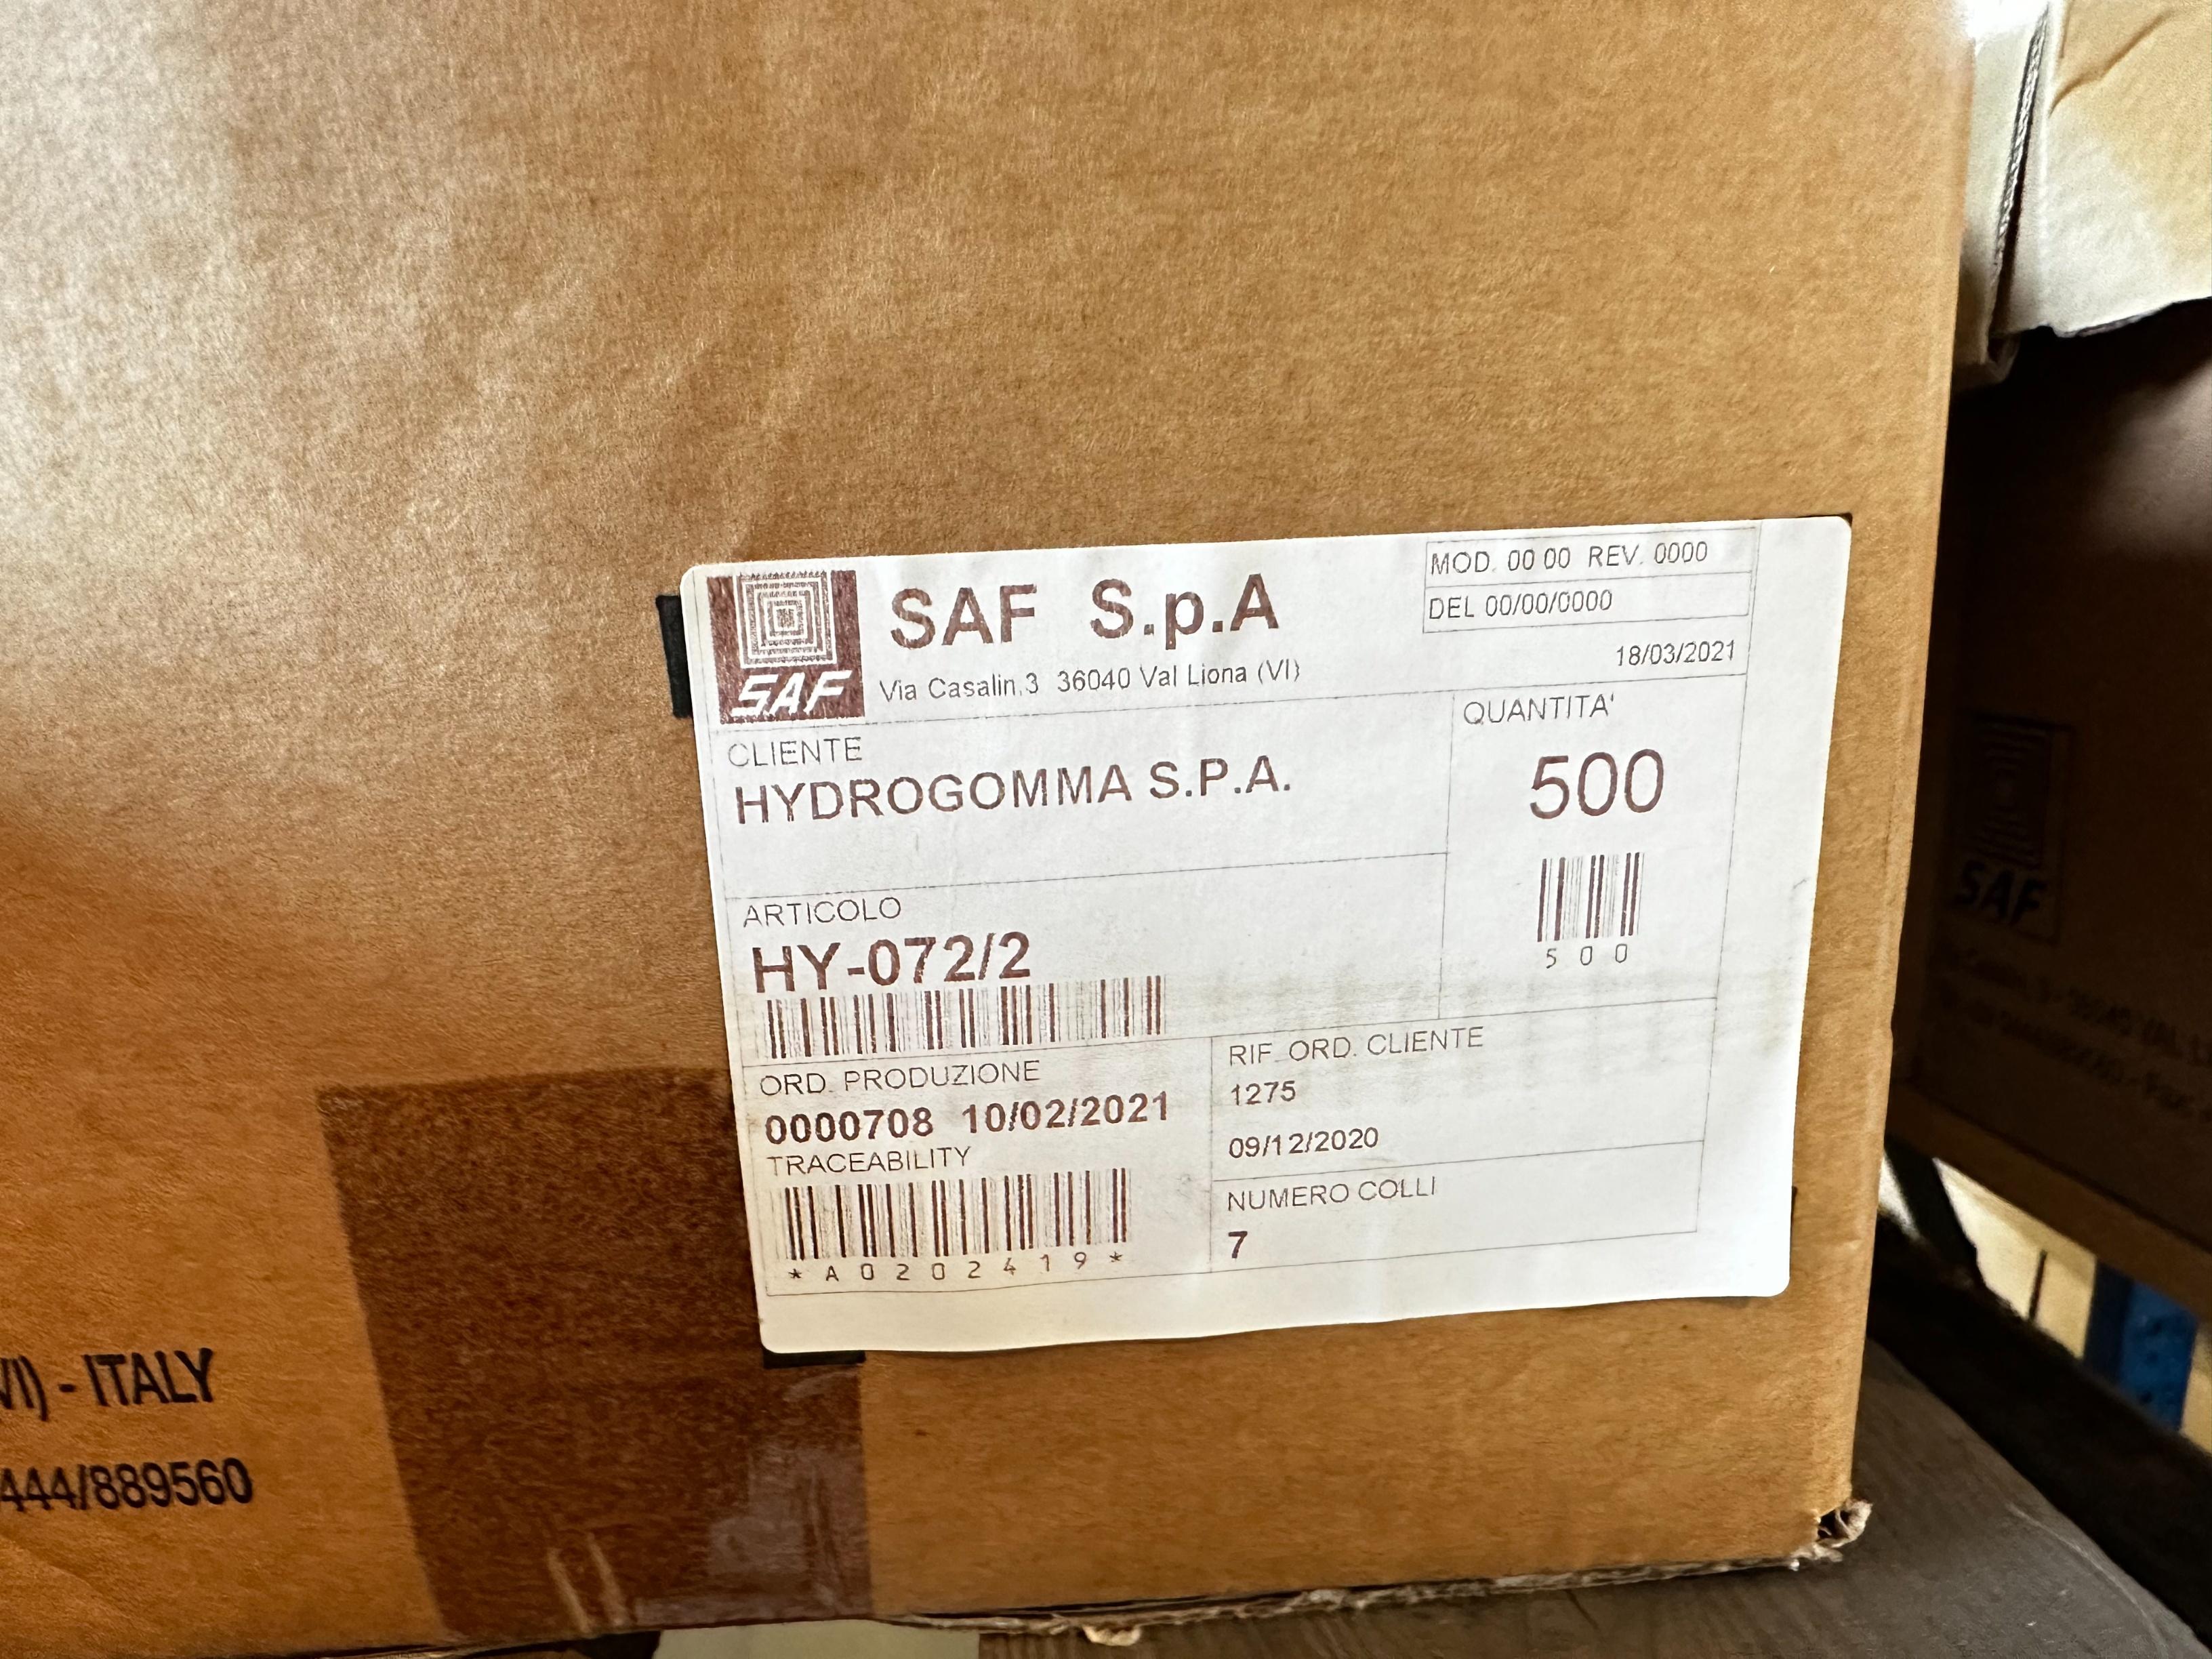 SAF
SAF S.p.A
Via Casalin,3 36040 Val Liona (VI)
MOD. 00 00 REV. 0000
DEL 00/00/0000
18/03/2021
CLIENTE
HYDROGOMMA S.P.A.
QUANTITA'
500
500
ARTICOLO
HY-072/2
ORD. PRODUZIONE
0000708 10/02/2021
RIF. ORD. CLIENTE
1275
09/12/2020
TRACEABILITY
*A0202419*
NUMERO COLLI
7
VI) - ITALY
444/889560
SAF